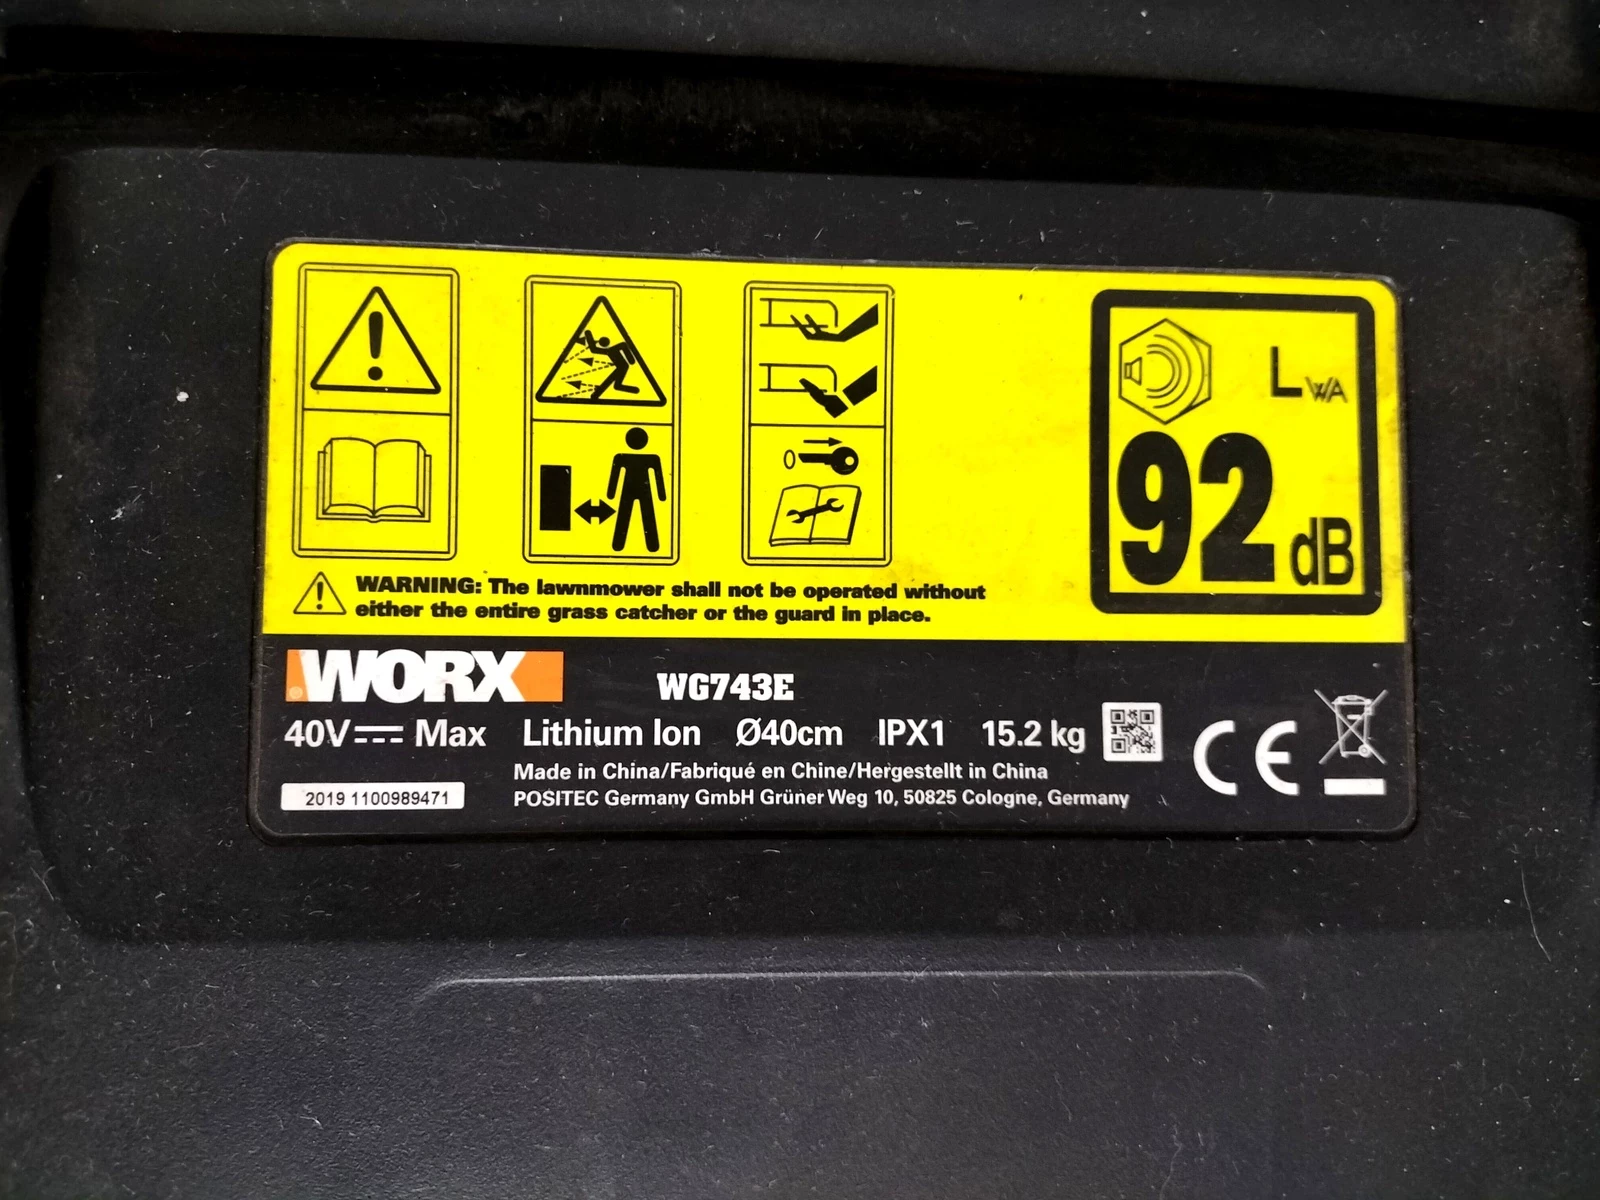 LWA
92 dB
WARNING: The lawnmower shall not be operated without
either the entire grass catcher or the guard in place.
®WORX WG743E
40V⎓ Max Lithium Ion Ø40cm IPX1 15.2 kg
CE
Made in China/Fabriqué en Chine/Hergestellt in China
2019 1100989471
POSITEC Germany GmbH Grüner Weg 10, 50825 Cologne, Germany